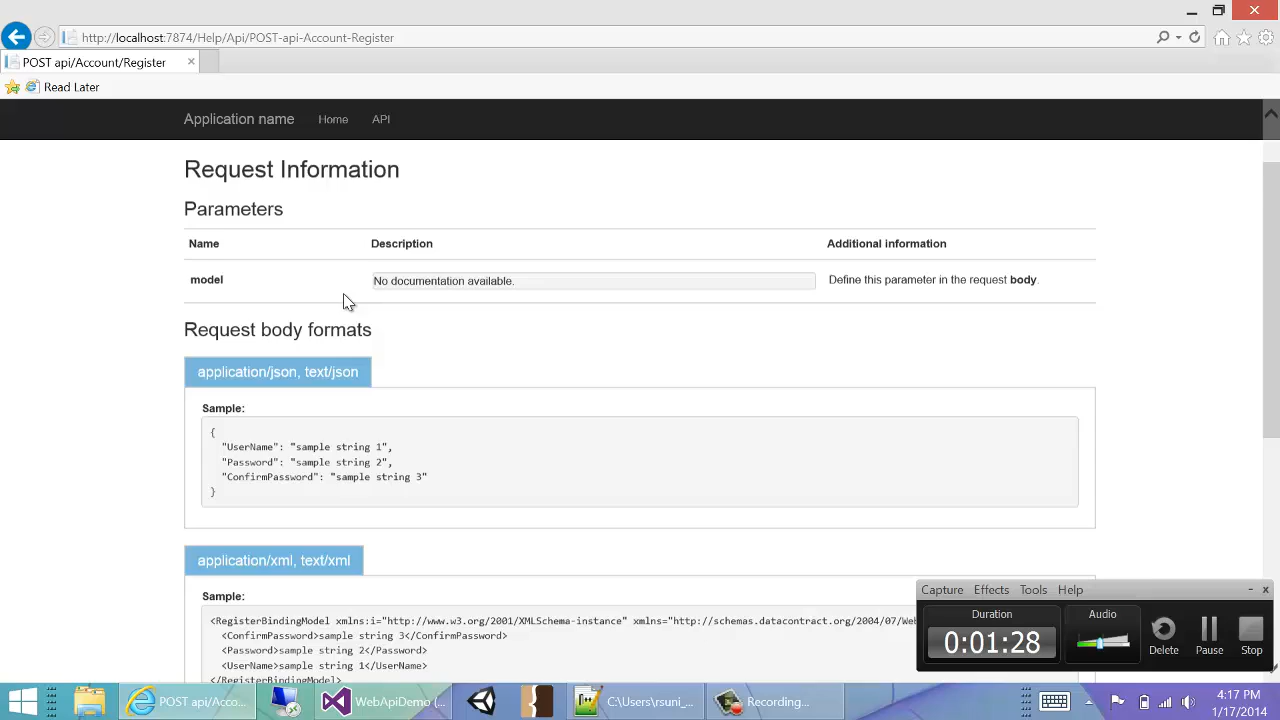 http://localhost:7874/Help/Api/POST-api-Account-Register
POST api/Account/Register
Read Later
Application name Home API
Request Information
Parameters
Name Description Additional information
model No documentation available. Define this parameter in the request body.
Request body formats
application/json, text/json
Sample:
{
"UserName": "sample string 1",
"Password": "sample string 2",
"ConfirmPassword": "sample string 3"
}
application/xml, text/xml
Sample:
<RegisterBindingModel xmlns:i="http://www.w3.org/2001/XMLSchema-instance" xmlns="http://schemas.datacontract.org/2004/07/We
<ConfirmPassword>sample string 3</ConfirmPassword>
<Password>sample string 2</Password>
<UserName>sample string 1</UserName>
</RegisterBindingModel>
Capture Effects Tools Help
Duration Audio
0:01:28
Delete Pause Stop
POST api/Acco... WebApiDemo (... C:\Users\rsuni_... Recording...
4:17 PM
1/17/2014